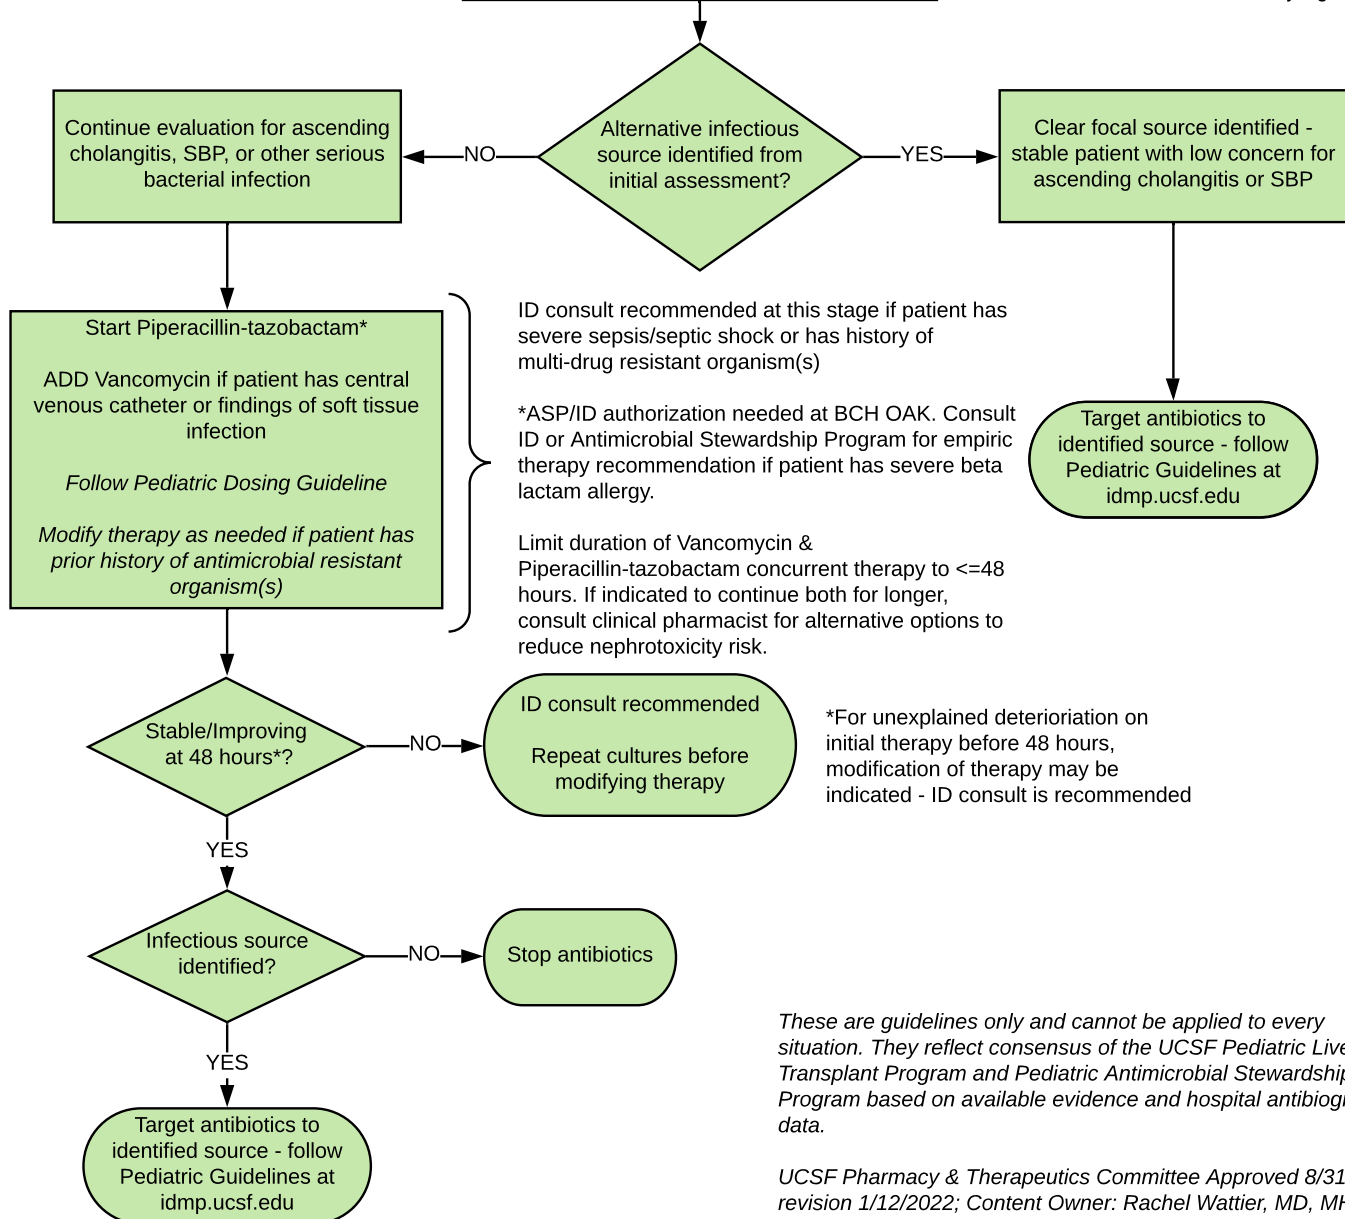 Alternative infectious
source identified from
initial assessment?
NO
YES
Continue evaluation for ascending
cholangitis, SBP, or other serious
bacterial infection
Clear focal source identified -
stable patient with low concern for
ascending cholangitis or SBP
Start Piperacillin-tazobactam*
ADD Vancomycin if patient has central
venous catheter or findings of soft tissue
infection
Follow Pediatric Dosing Guideline
Modify therapy as needed if patient has
prior history of antimicrobial resistant
organism(s)
ID consult recommended at this stage if patient has
severe sepsis/septic shock or has history of
multi-drug resistant organism(s)
*ASP/ID authorization needed at BCH OAK. Consult
ID or Antimicrobial Stewardship Program for empiric
therapy recommendation if patient has severe beta
lactam allergy.
Limit duration of Vancomycin &
Piperacillin-tazobactam concurrent therapy to <=48
hours. If indicated to continue both for longer,
consult clinical pharmacist for alternative options to
reduce nephrotoxicity risk.
Target antibiotics to
identified source - follow
Pediatric Guidelines at
idmp.ucsf.edu
Stable/Improving
at 48 hours*?
NO
ID consult recommended
Repeat cultures before
modifying therapy
*For unexplained deterioriation on
initial therapy before 48 hours,
modification of therapy may be
indicated - ID consult is recommended
YES
Infectious source
identified?
NO
Stop antibiotics
YES
Target antibiotics to
identified source - follow
Pediatric Guidelines at
idmp.ucsf.edu
These are guidelines only and cannot be applied to every
situation. They reflect consensus of the UCSF Pediatric
Transplant Program and Pediatric Antimicrobial
Program based on available evidence and hospital
data.
UCSF Pharmacy & Therapeutics Committee Approved 8/31
revision 1/12/2022; Content Owner: Rachel Wattier, MD,